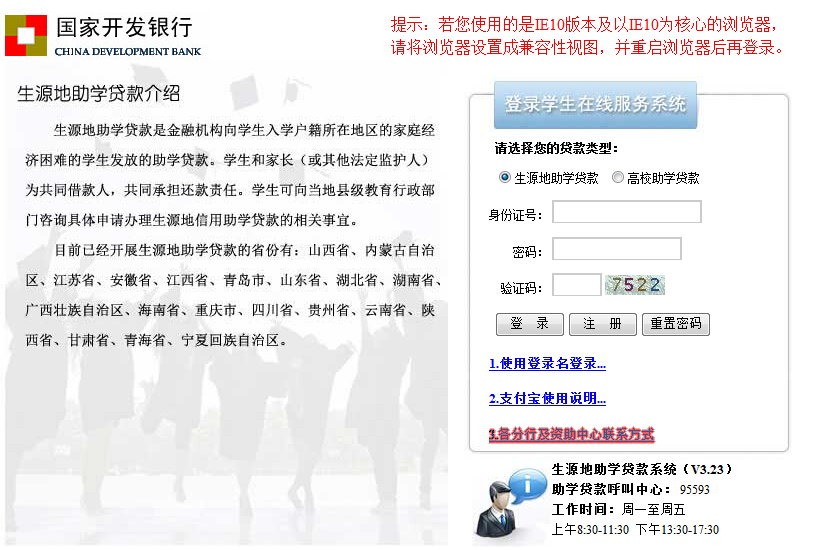 国家开发银行
CHINA DEVELOPMENT BANK
提示：若您使用的是IE10版本及以IE10为核心的浏览器，
请将浏览器设置成兼容性视图，并重启浏览器后再登录。
生源地助学贷款介绍
生源地助学贷款是金融机构向学生入学户籍所在地区的家庭经
济困难的学生发放的助学贷款。学生和家长（或其他法定监护人）
为共同借款人，共同承担还款责任。学生可向当地县级教育行政部
门咨询具体申请办理生源地信用助学贷款的相关事宜。
目前已经开展生源地助学贷款的省份有：山西省、内蒙古自治
区、江苏省、安徽省、江西省、青岛市、山东省、湖北省、湖南省、
广西壮族自治区、海南省、重庆市、四川省、贵州省、云南省、陕
西省、甘肃省、青海省、宁夏回族自治区。
登录学生在线服务系统
请选择您的贷款类型：
生源地助学贷款 高校助学贷款
身份证号：
密码：
验证码： 7522
登 录 注 册 重置密码
1.使用登录名登录...
2.支付宝使用说明...
3.各分行及资助中心联系方式
生源地助学贷款系统（V3.23）
助学贷款呼叫中心： 95593
工作时间：周一至周五
上午8:30-11:30 下午13:30-17:30